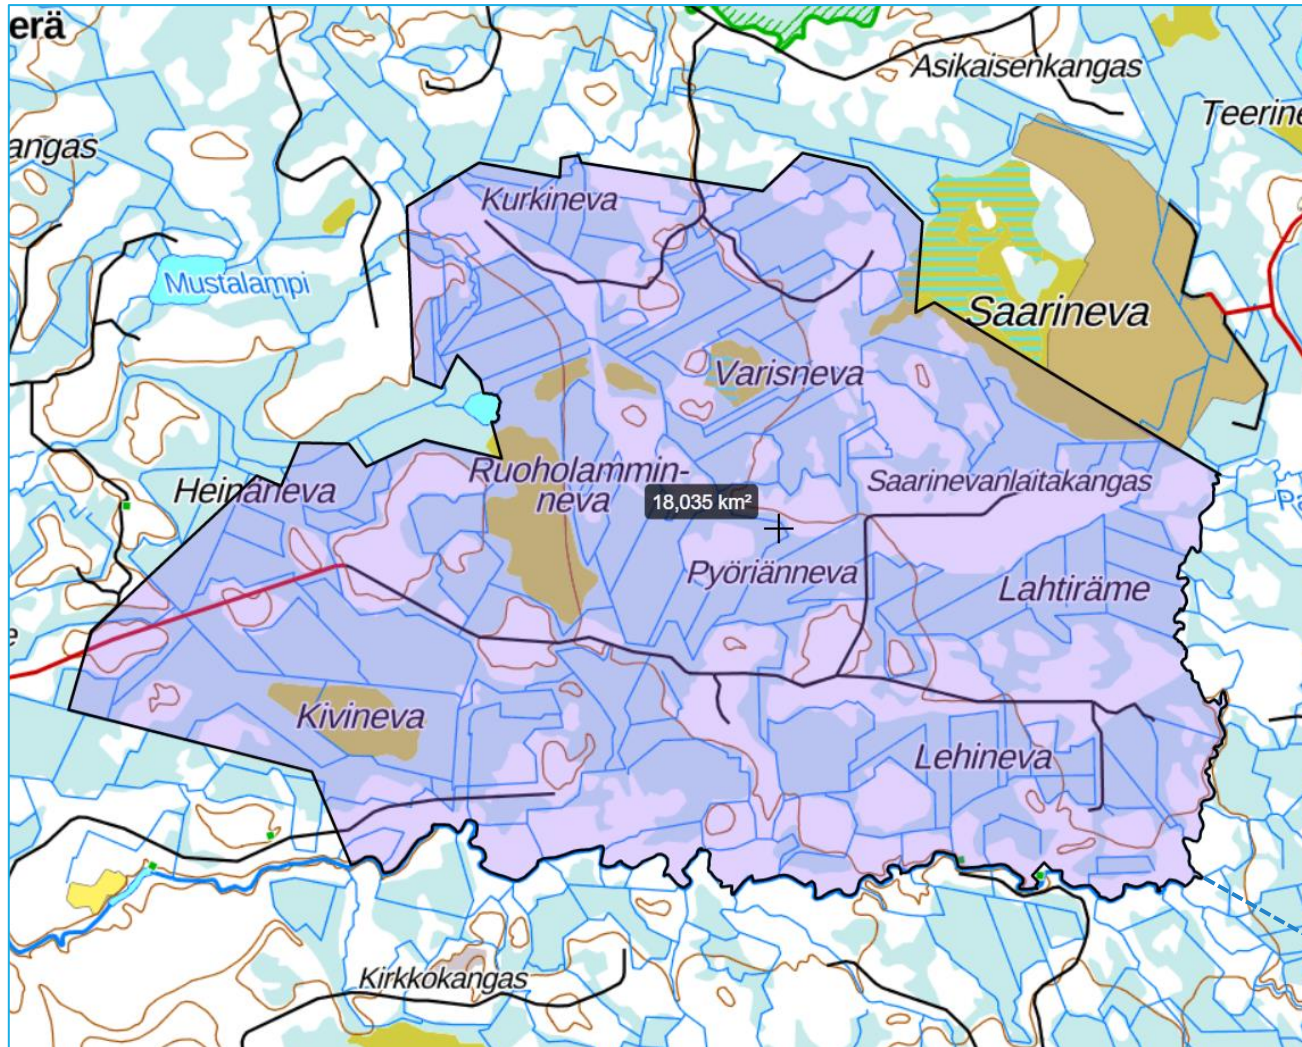 erä
Asikaisenkangas
Teerine
angas
Kurkineva
Mustalampi
Saarineva
Varisneva
Heinäneva
Ruoholammin-
neva
18,035 km²
Saarinevanlaitakangas
Pa
Pyöriänneva
Lahtiräme
e
Kivineva
Lehineva
Kirkkokangas